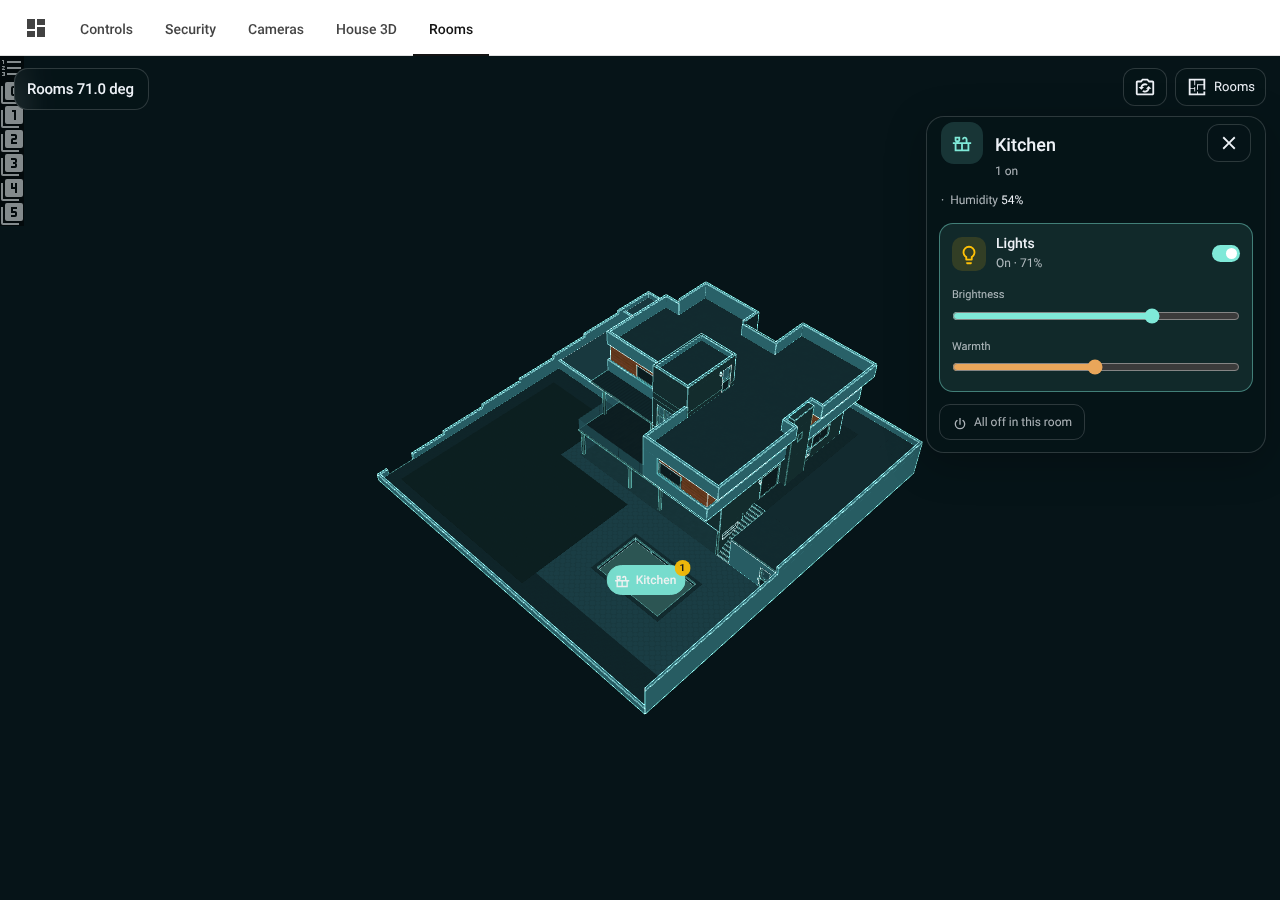 Controls
Security
Cameras
House 3D
Rooms
Rooms 71.0 deg
1
2
3
4
5
Rooms
Kitchen
1 on
· Humidity 54%
Lights
On · 71%
Brightness
Warmth
All off in this room
Kitchen
1